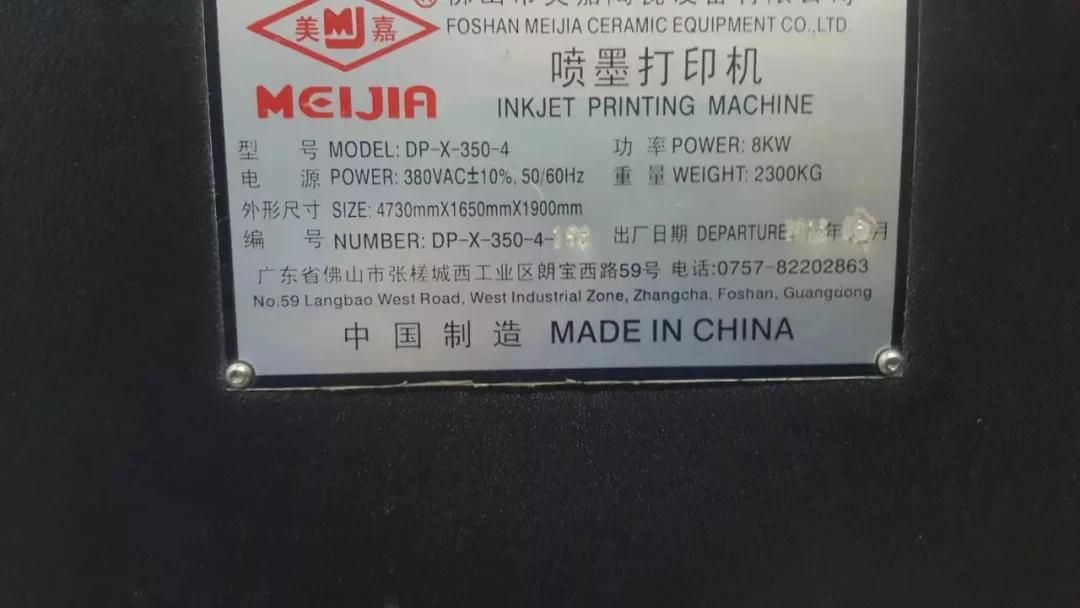 美 MJ 嘉 ®
FOSHAN MEIJIA CERAMIC EQUIPMENT CO.,LTD.
MEIJIA
喷墨打印机
INKJET PRINTING MACHINE
型 号 MODEL: DP-X-350-4 功 率 POWER: 8KW
电 源 POWER: 380VAC±10%, 50/60Hz 重 量 WEIGHT: 2300KG
外形尺寸 SIZE: 4730mmX1650mmX1900mm
编 号 NUMBER: DP-X-350-4- 出厂日期 DEPARTURE 年 月
广东省佛山市张槎城西工业区朗宝西路59号 电话:0757-82202863
No.59 Langbao West Road, West Industrial Zone, Zhangcha, Foshan, Guangdong
中国制造 MADE IN CHINA